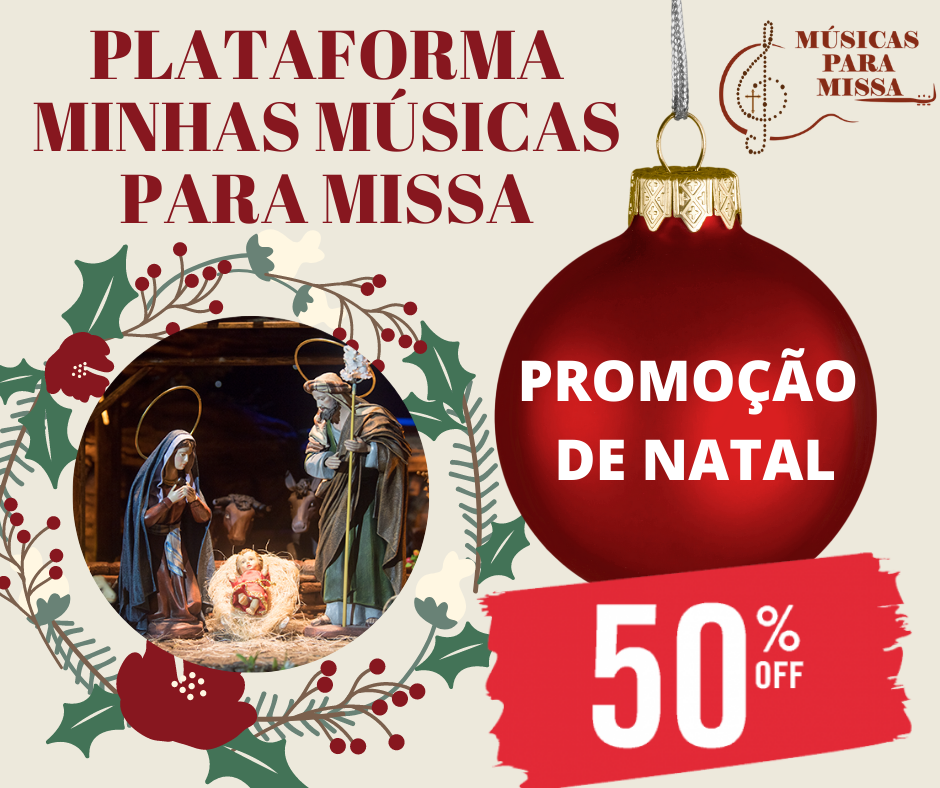 PLATAFORMA
MINHAS MÚSICAS
PARA MISSA
MÚSICAS
PARA
MISSA
PROMOÇÃO
DE NATAL
50%
OFF